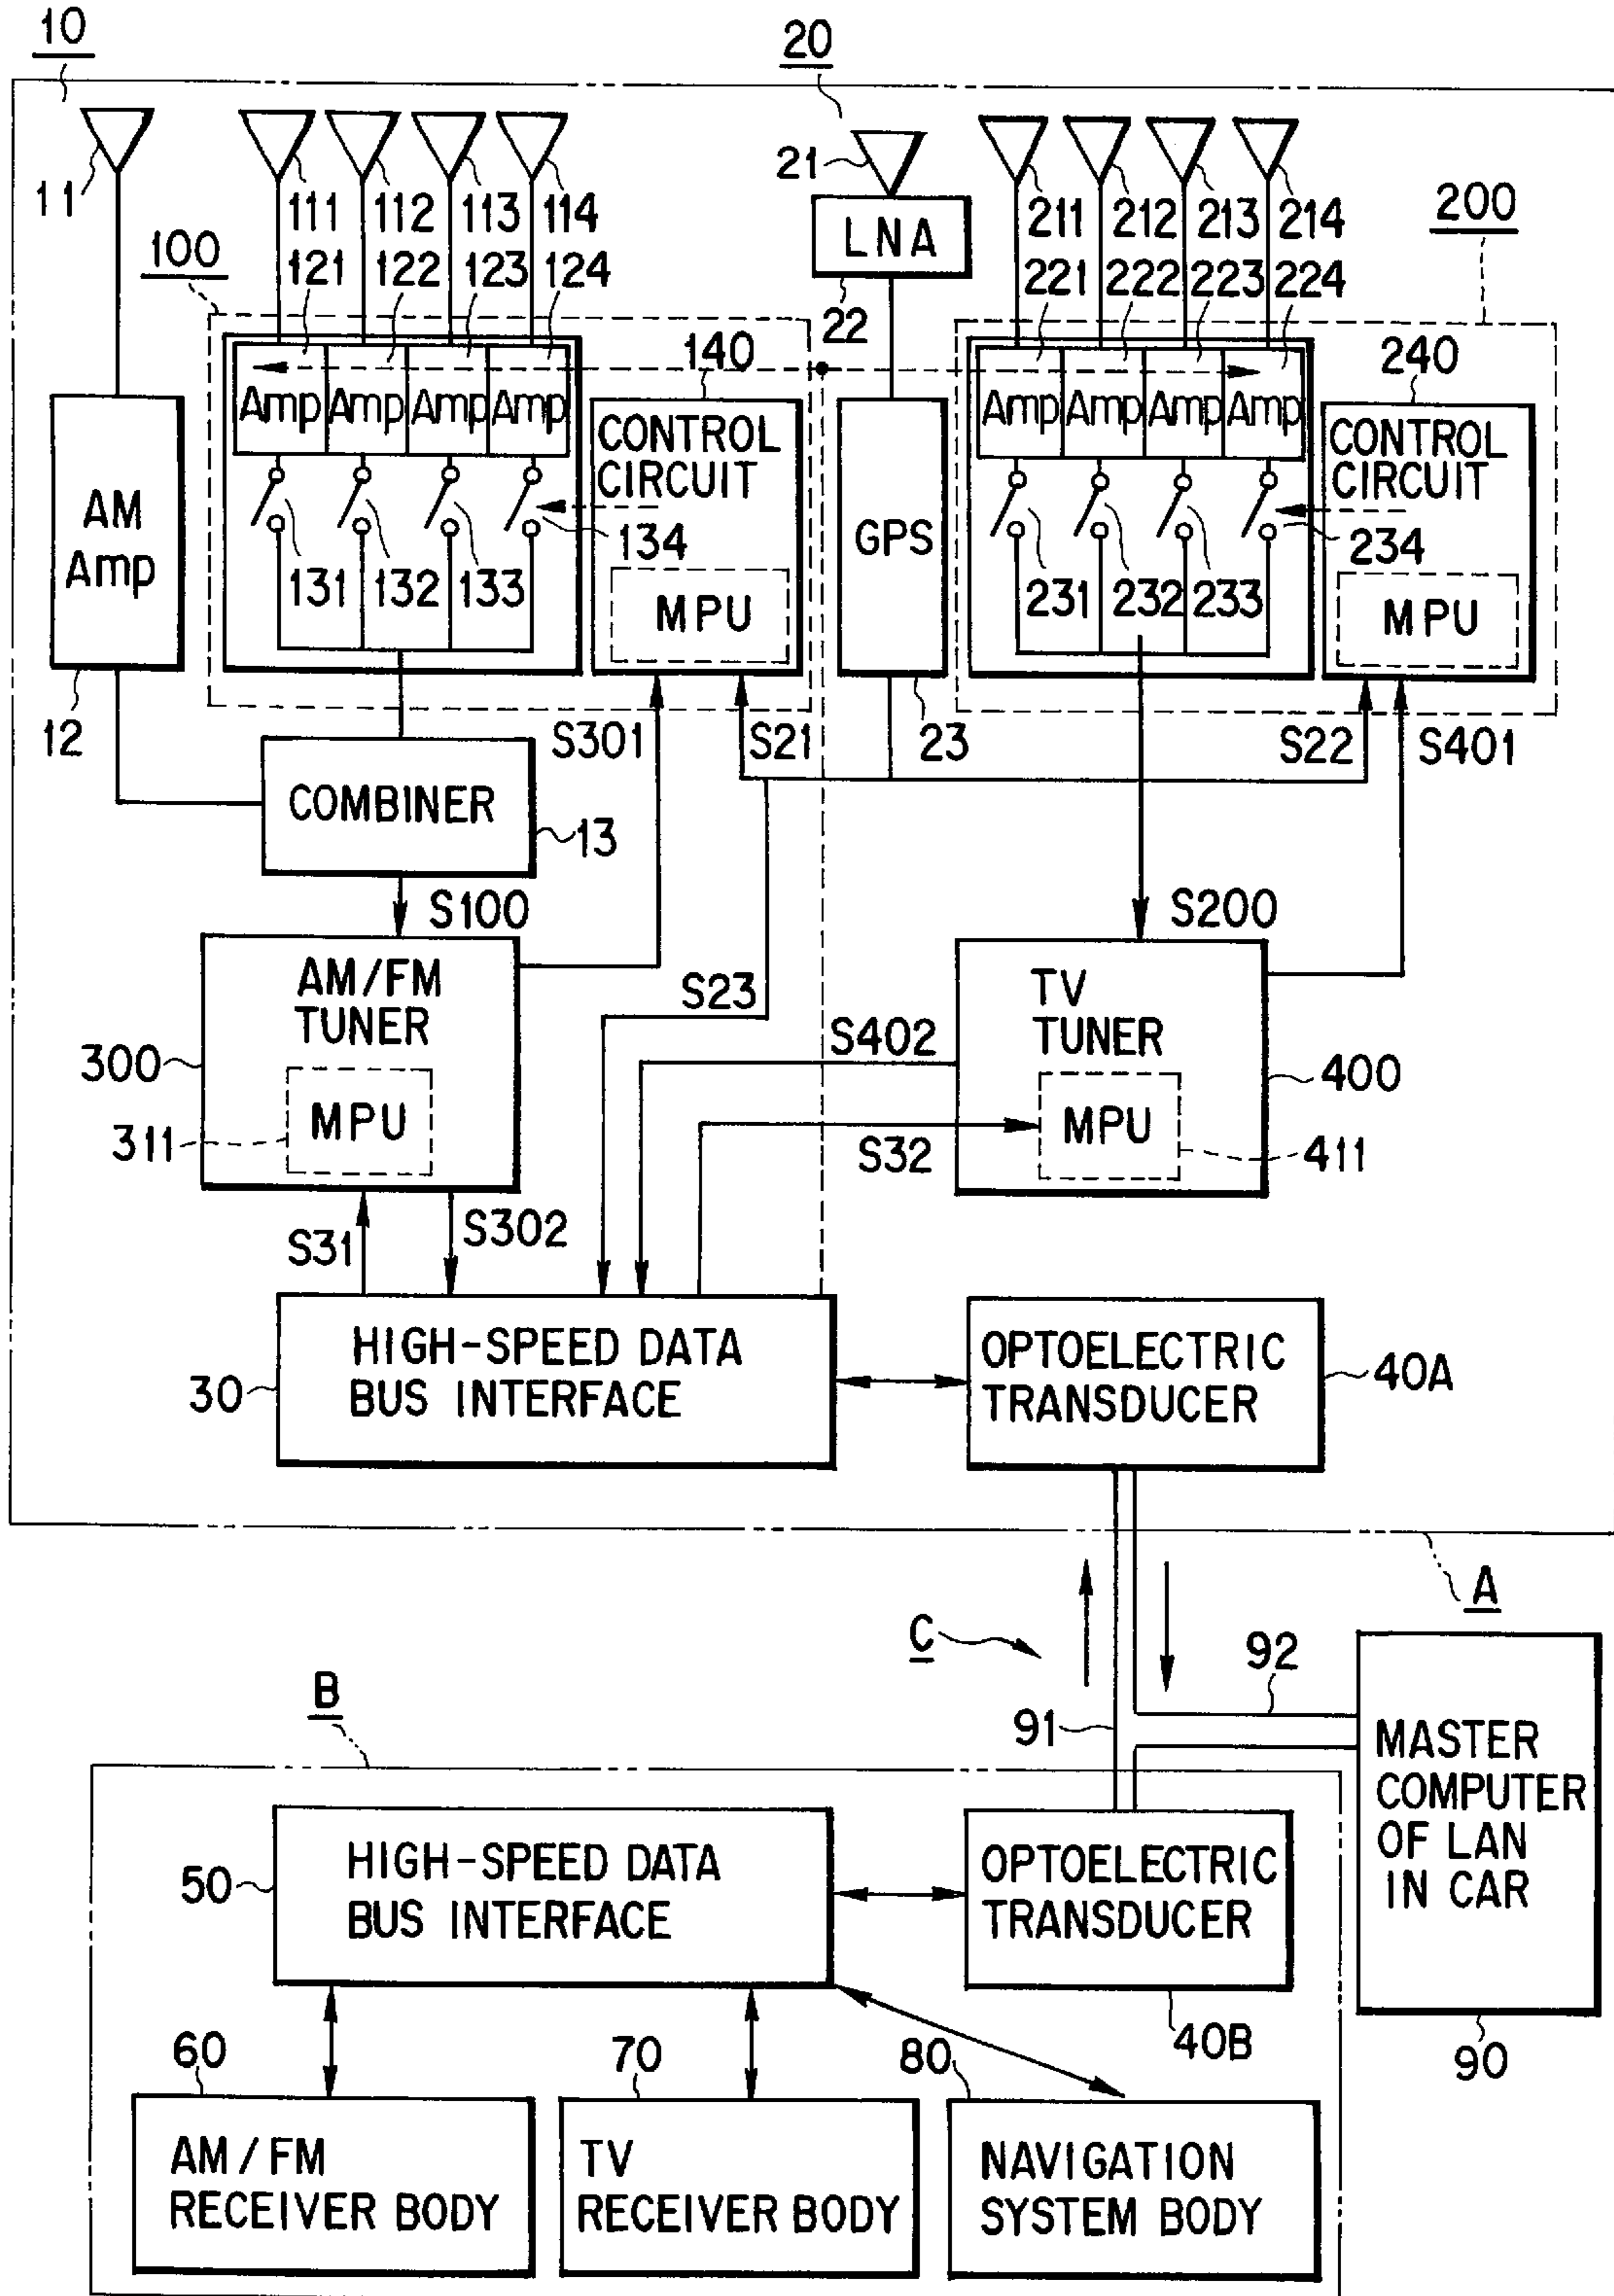 10
20
11
111
112
113
114
21
211
212
213
214
200
100
121
122
123
124
LNA
221
222
223
224
22
140
240
Amp
Amp
Amp
Amp
Amp
Amp
Amp
Amp
CONTROL
CIRCUIT
CONTROL
CIRCUIT
AM
Amp
GPS
134
234
131
132
133
MPU
231
232
233
MPU
12
S301
S21
23
S22
S401
COMBINER
13
S100
S200
AM/FM
TUNER
S23
TV
TUNER
300
S402
400
MPU
MPU
311
S32
411
S31
S302
HIGH-SPEED DATA
BUS INTERFACE
30
OPTOELECTRIC
TRANSDUCER
40A
A
C
92
B
91
MASTER
COMPUTER
OF LAN
IN CAR
HIGH-SPEED DATA
BUS INTERFACE
50
OPTOELECTRIC
TRANSDUCER
60
70
80
40B
90
AM/FM
RECEIVER BODY
TV
RECEIVER BODY
NAVIGATION
SYSTEM BODY